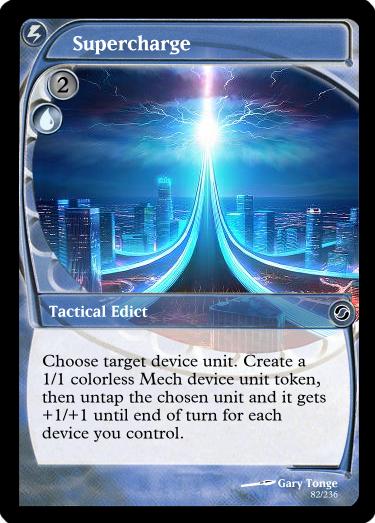 Supercharge
2
Tactical Edict
Choose target device unit. Create a
1/1 colorless Mech device unit token,
then untap the chosen unit and it gets
+1/+1 until end of turn for each
device you control.
Gary Tonge
82/236